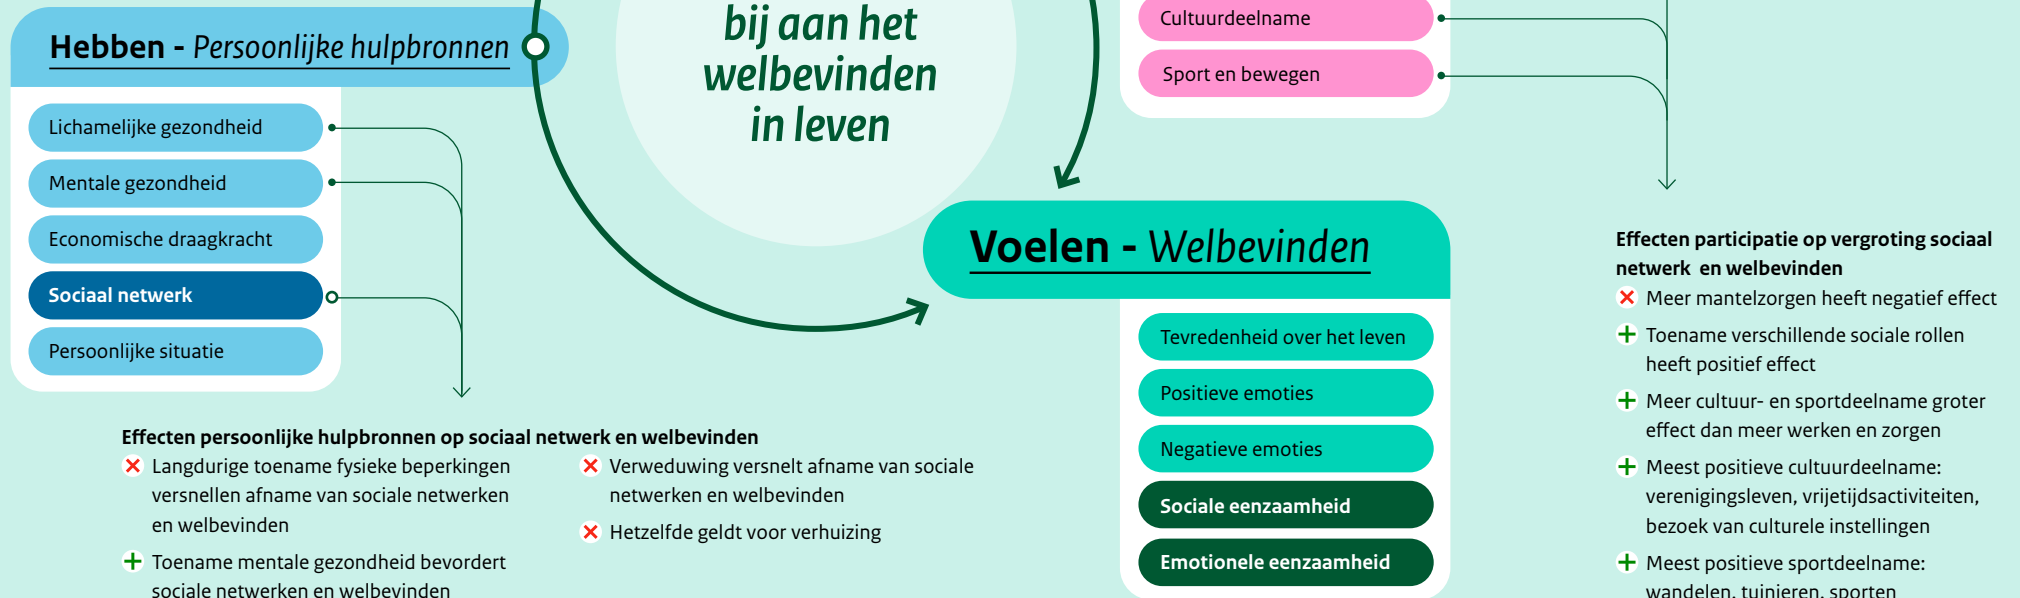 bij aan het
welbevinden
in leven
Hebben - Persoonlijke hulpbronnen
Lichamelijke gezondheid
Mentale gezondheid
Economische draagkracht
Sociaal netwerk
Persoonlijke situatie
Cultuurdeelname
Sport en bewegen
Voelen - Welbevinden
Tevredenheid over het leven
Positieve emoties
Negatieve emoties
Sociale eenzaamheid
Emotionele eenzaamheid
Effecten persoonlijke hulpbronnen op sociaal netwerk en welbevinden
Langdurige toename fysieke beperkingen
versnellen afname van sociale netwerken
en welbevinden
Toename mentale gezondheid bevordert
sociale netwerken en welbevinden
Verweduwing versnelt afname van sociale
netwerken en welbevinden
Hetzelfde geldt voor verhuizing
Effecten participatie op vergroting sociaal
netwerk en welbevinden
Meer mantelzorgen heeft negatief effect
Toename verschillende sociale rollen
heeft positief effect
Meer cultuur- en sportdeelname groter
effect dan meer werken en zorgen
Meest positieve cultuurdeelname:
verenigingsleven, vrijetijdsactiviteiten,
bezoek van culturele instellingen
Meest positieve sportdeelname:
wandelen, tuinieren, sporten